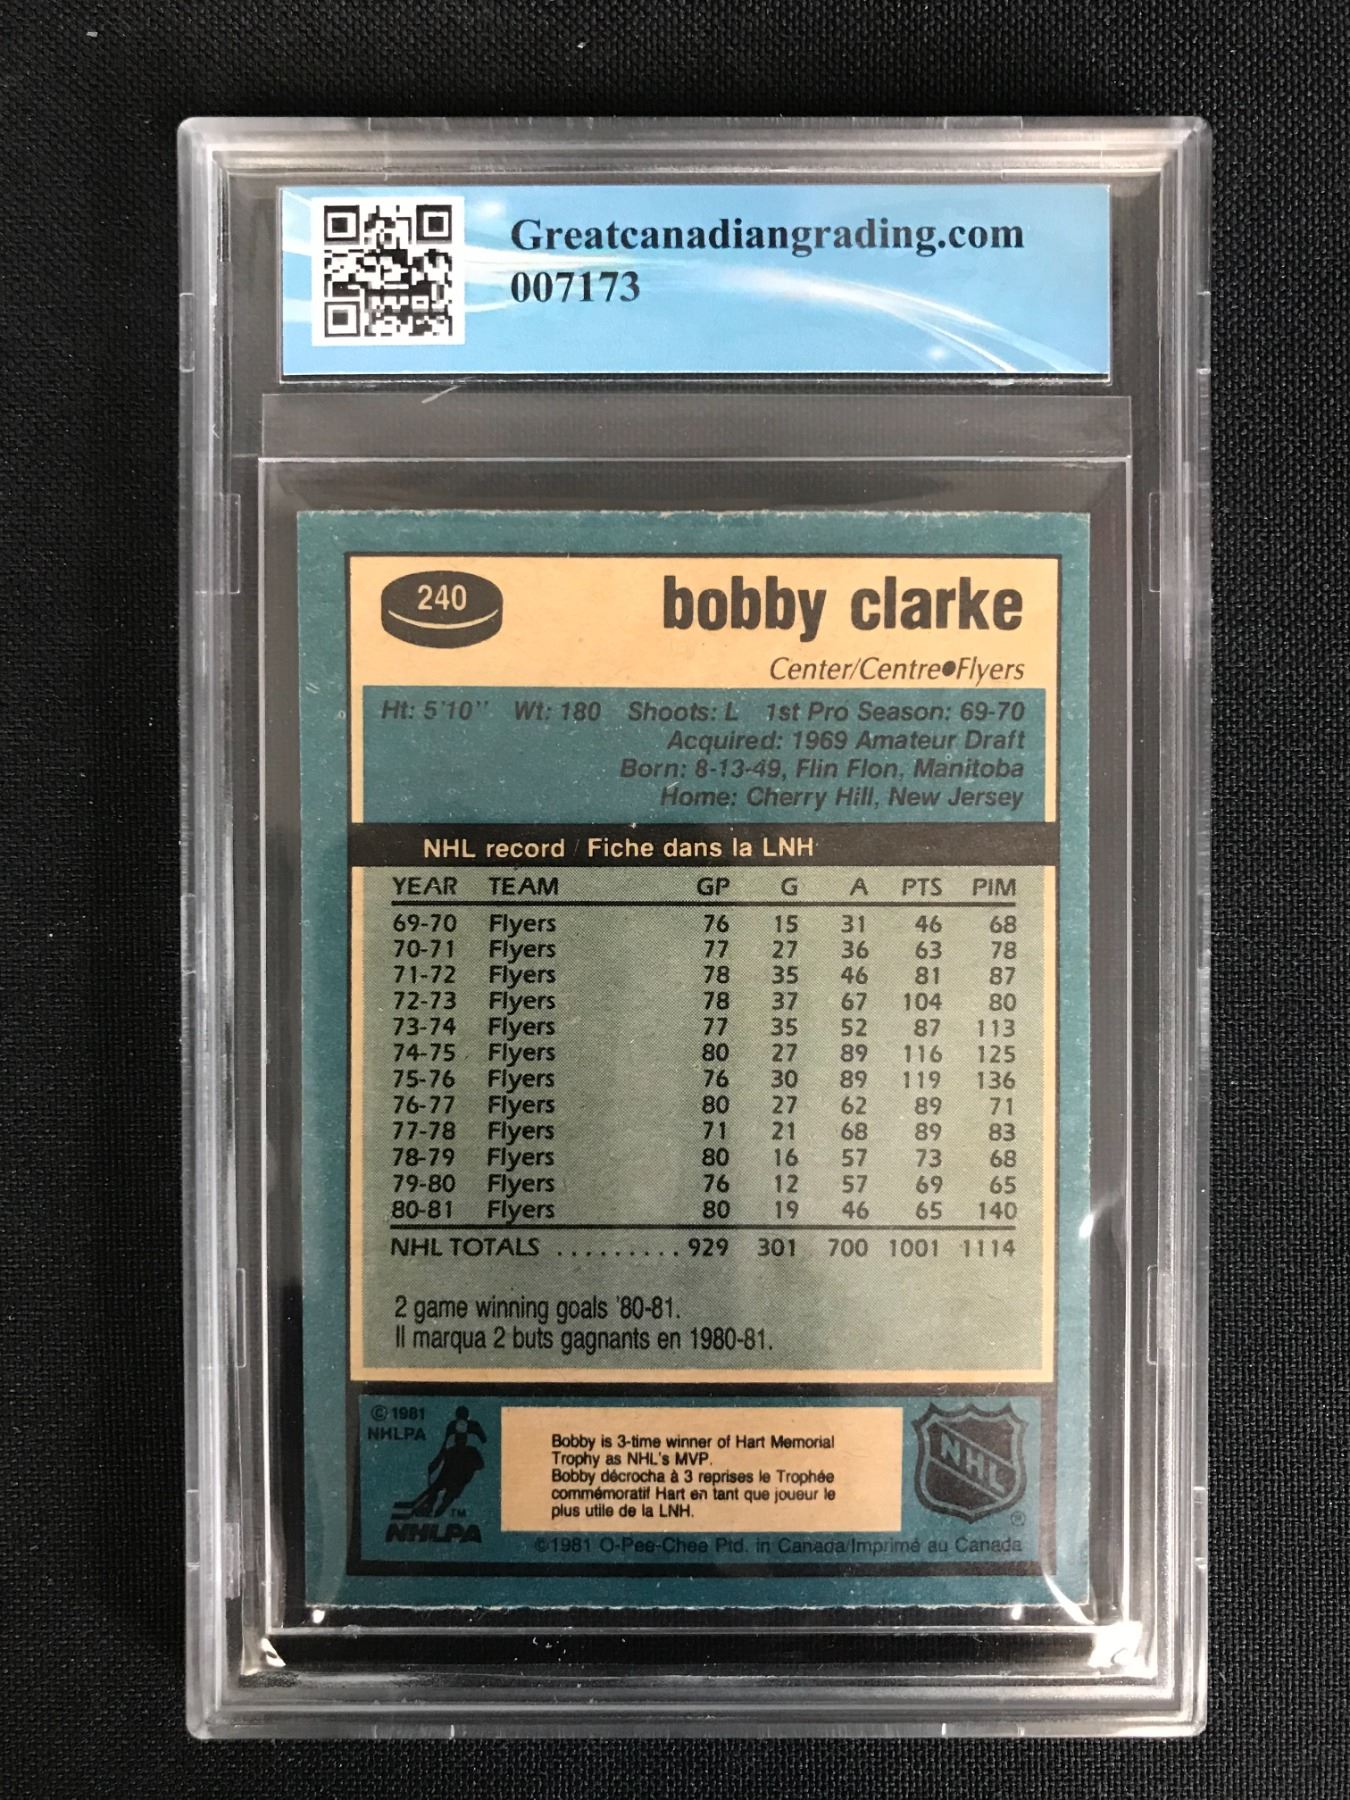 Greatcanadiangrading.com
007173
240
bobby clarke
Center/Centre●Flyers
Ht: 5'10" Wt: 180 Shoots: L 1st Pro Season: 69-70
Acquired: 1969 Amateur Draft
Born: 8-13-49, Flin Flon, Manitoba
Home: Cherry Hill, New Jersey
NHL record / Fiche dans la LNH
YEAR TEAM GP G A PTS PIM
69-70 Flyers 76 15 31 46 68
70-71 Flyers 77 27 36 63 78
71-72 Flyers 78 35 46 81 87
72-73 Flyers 78 37 67 104 80
73-74 Flyers 77 35 52 87 113
74-75 Flyers 80 27 89 116 125
75-76 Flyers 76 30 89 119 136
76-77 Flyers 80 27 62 89 71
77-78 Flyers 71 21 68 89 83
78-79 Flyers 80 16 57 73 68
79-80 Flyers 76 12 57 69 65
80-81 Flyers 80 19 46 65 140
NHL TOTALS ......... 929 301 700 1001 1114
2 game winning goals '80-81.
Il marqua 2 buts gagnants en 1980-81.
© 1981
NHLPA
Bobby is 3-time winner of Hart Memorial
Trophy as NHL's MVP.
Bobby décrocha à 3 reprises le Trophée
commémoratif Hart en tant que joueur le
plus utile de la LNH.
TM
NHLPA
NHL
®
©1981 O-Pee-Chee Ptd. in Canada/Imprimé au Canada